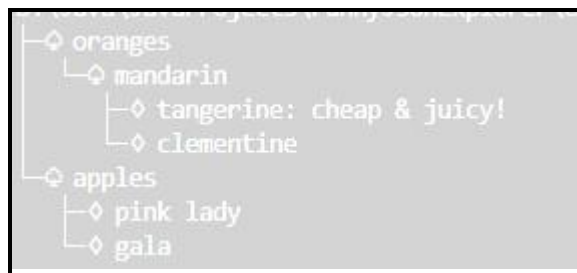 ├─♤ oranges
│ └─♤ mandarin
│ ├─♢ tangerine: cheap & juicy!
│ └─♢ clementine
└─♤ apples
├─♢ pink lady
└─♢ gala